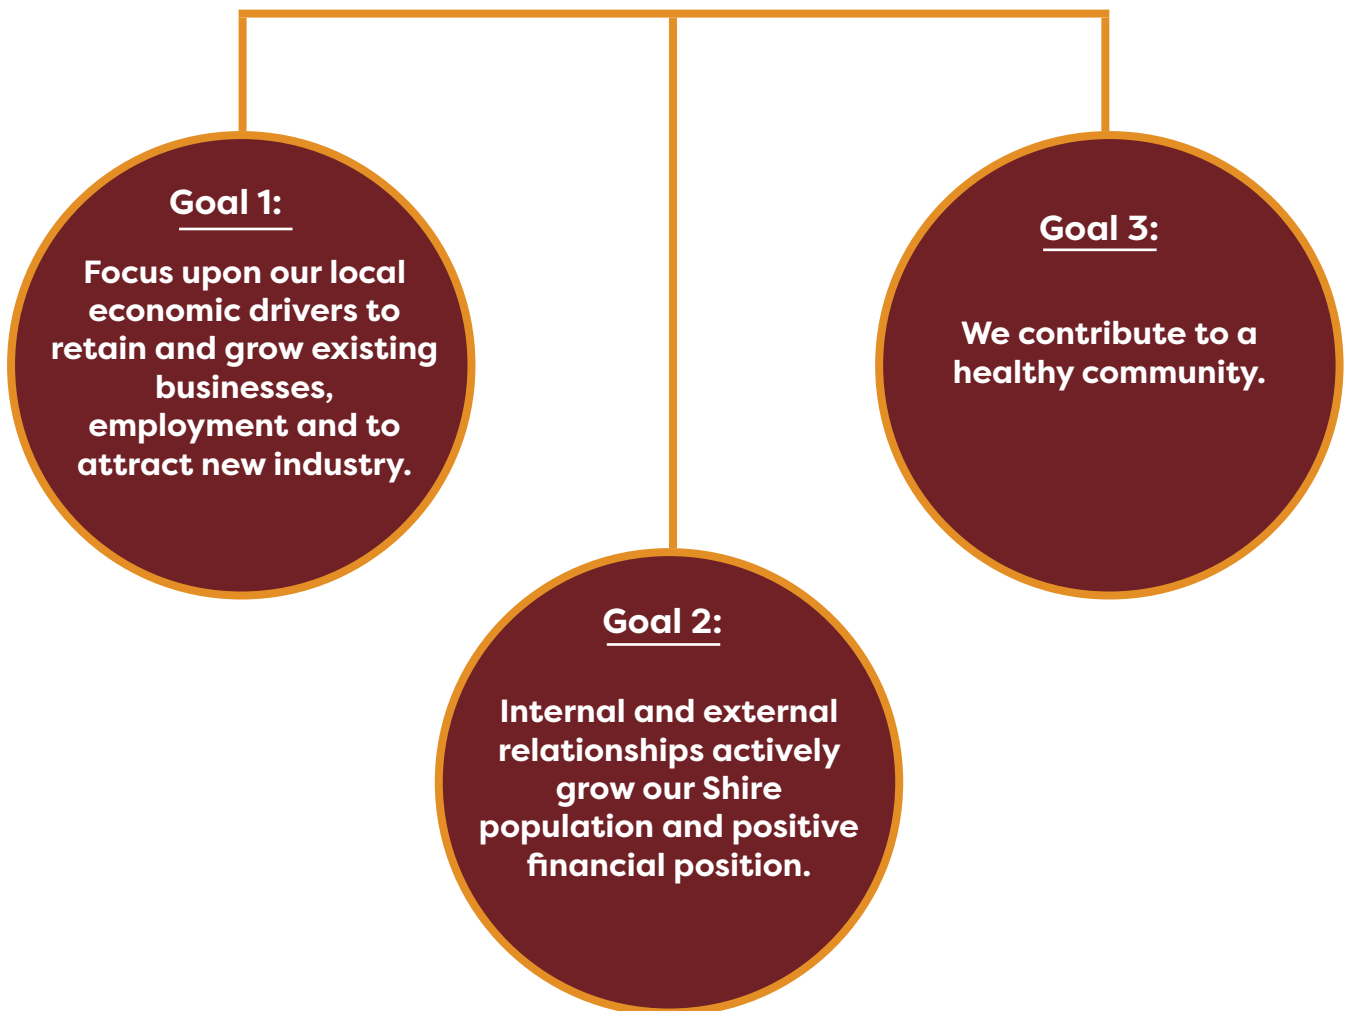 Goal 1:
Focus upon our local
economic drivers to
retain and grow existing
businesses,
employment and to
attract new industry.
Goal 2:
Internal and external
relationships actively
grow our Shire
population and positive
financial position.
Goal 3:
We contribute to a
healthy community.